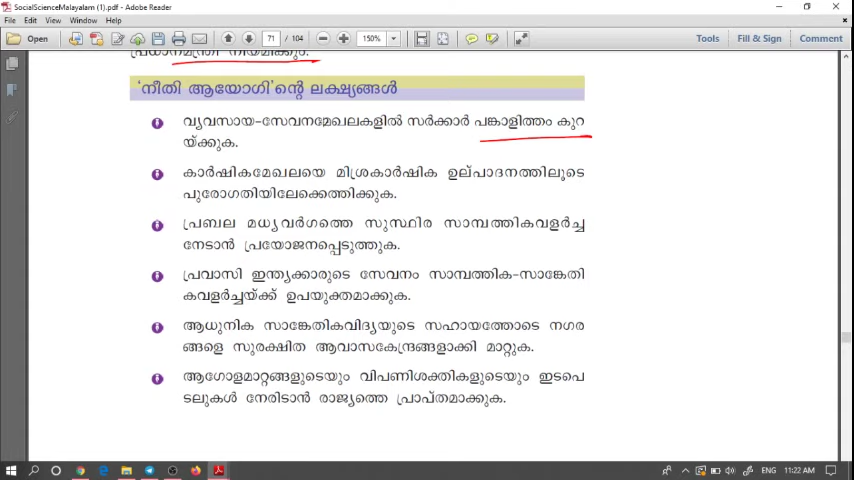 SocialScienceMalayalam (1).pdf - Adobe Reader
File Edit View Window Help
Open 71 / 104 150% Tools Fill & Sign Comment
പ്രധാനമന്ത്രി നിയമിക്കും.
'നീതി ആയോഗി'ന്റെ ലക്ഷ്യങ്ങൾ
വ്യവസായ-സേവനമേഖലകളിൽ സർക്കാർ പങ്കാളിത്തം കുറ
യ്ക്കുക.
കാർഷികമേഖലയെ മിശ്രകാർഷിക ഉല്പാദനത്തിലൂടെ
പുരോഗതിയിലേക്കെത്തിക്കുക.
പ്രബല മധ്യവർഗത്തെ സുസ്ഥിര സാമ്പത്തികവളർച്ച
നേടാൻ പ്രയോജനപ്പെടുത്തുക.
പ്രവാസി ഇന്ത്യക്കാരുടെ സേവനം സാമ്പത്തിക-സാങ്കേതി
കവളർച്ചയ്ക്ക് ഉപയുക്തമാക്കുക.
ആധുനിക സാങ്കേതികവിദ്യയുടെ സഹായത്തോടെ നഗര
ങ്ങളെ സുരക്ഷിത ആവാസകേന്ദ്രങ്ങളാക്കി മാറ്റുക.
ആഗോളമാറ്റങ്ങളുടെയും വിപണിശക്തികളുടെയും ഇടപെ
ടലുകൾ നേരിടാൻ രാജ്യത്തെ പ്രാപ്തമാക്കുക.
ENG 11:22 AM